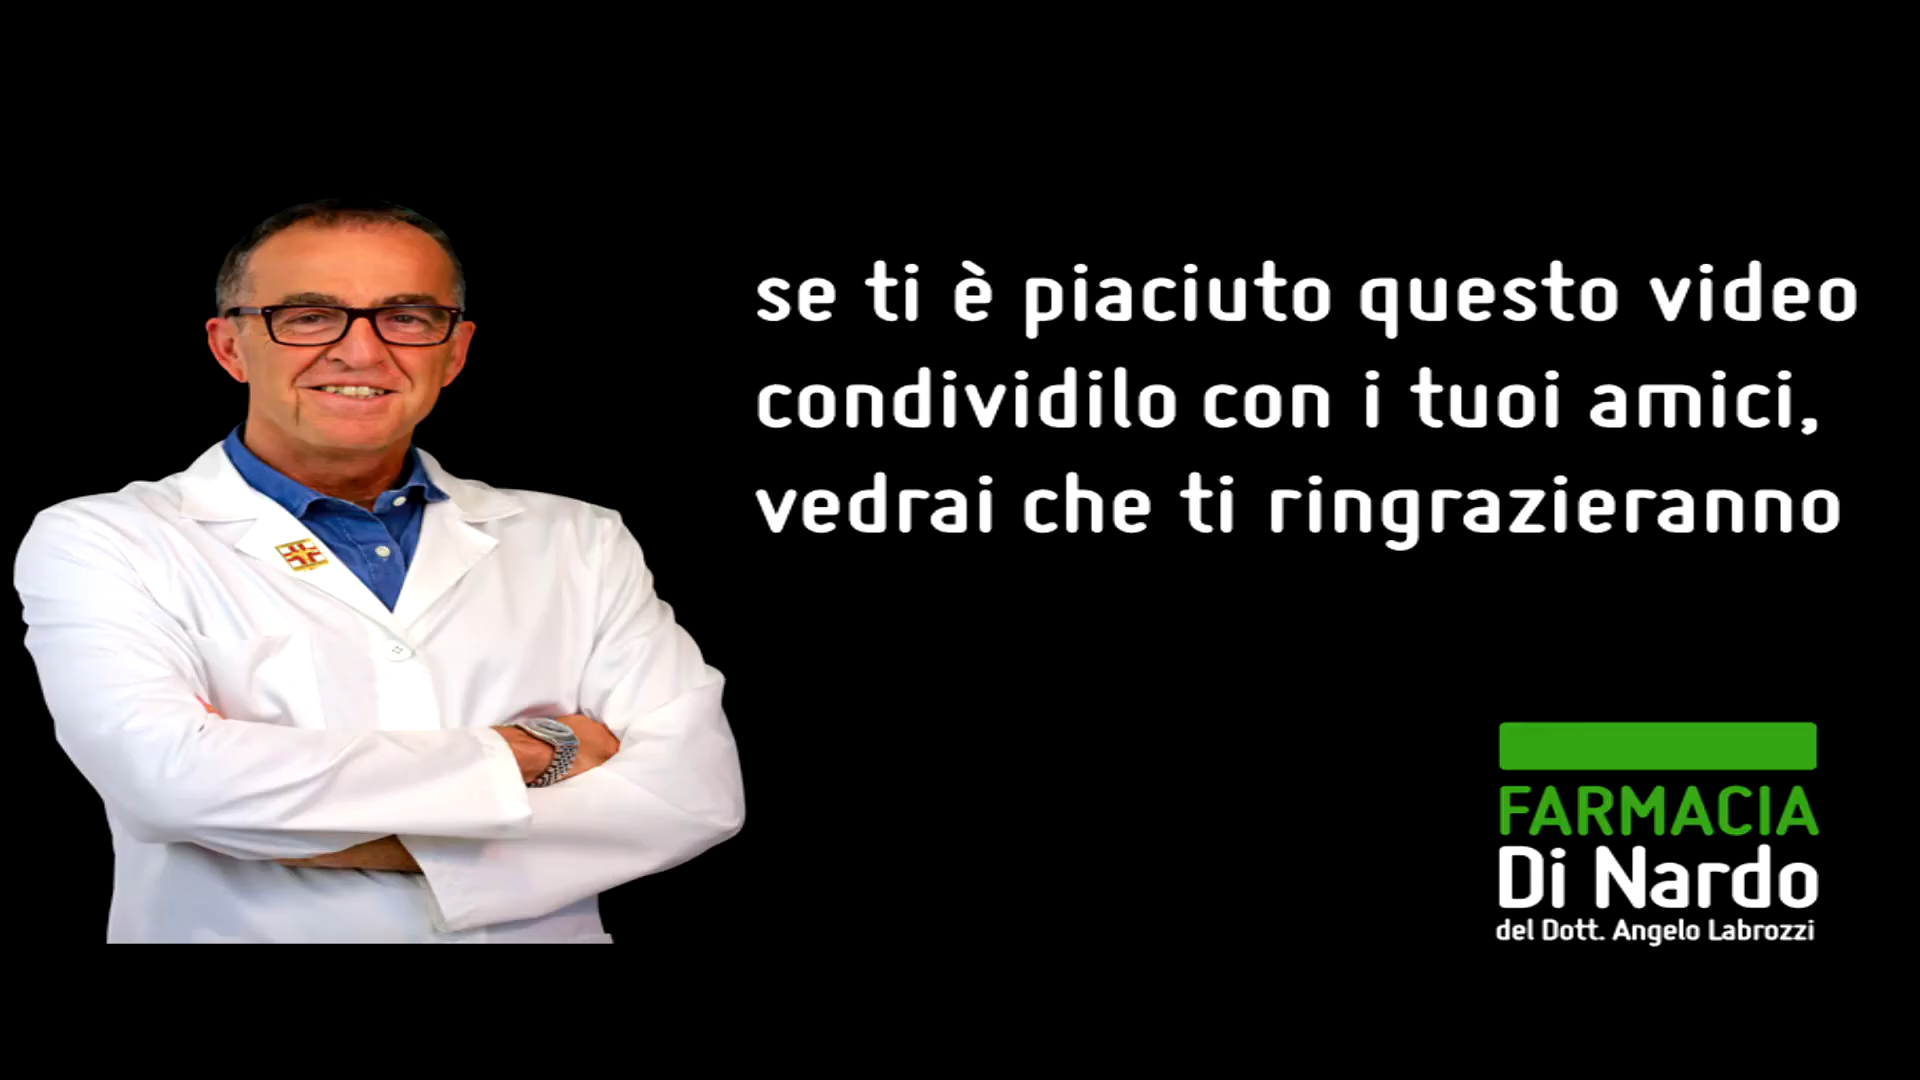 se ti è piaciuto questo video
condividilo con i tuoi amici,
vedrai che ti ringrazieranno
FARMACIA
Di Nardo
del Dott. Angelo Labrozzi